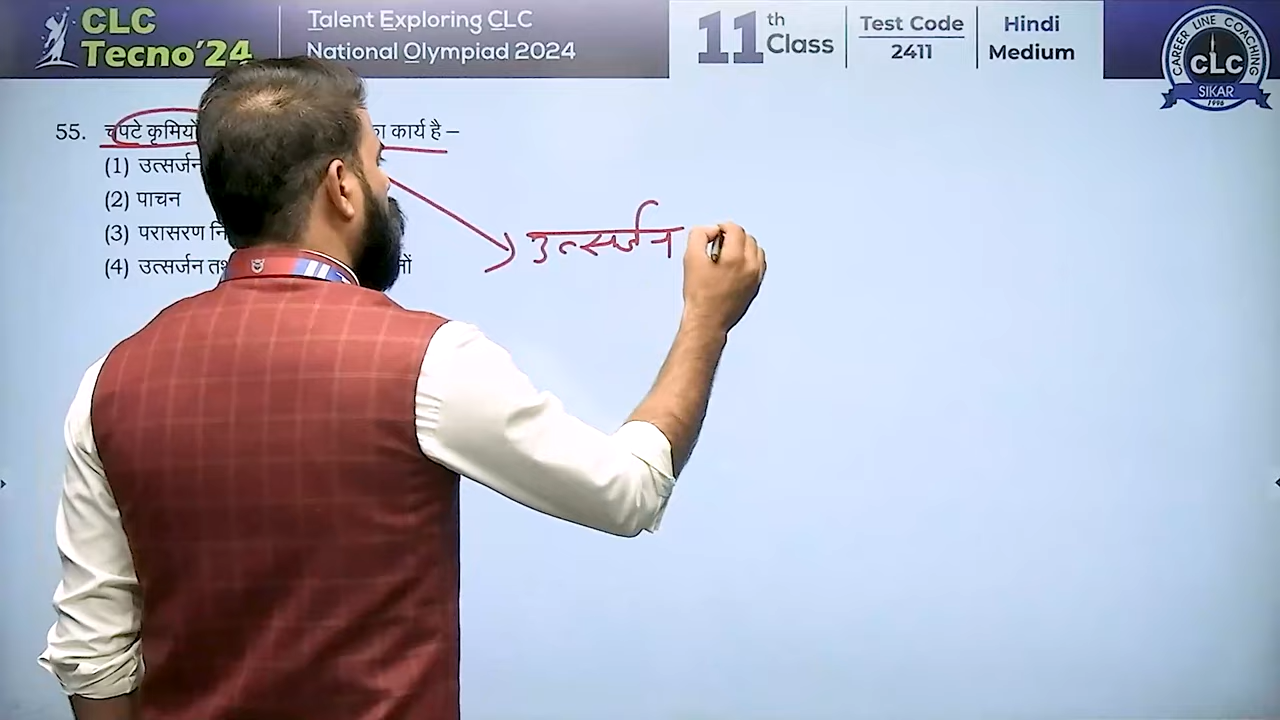 CLC
Tecno'24
Talent Exploring CLC
National Olympiad 2024
11th Class
Test Code
2411
Hindi
Medium
CAREER LINE COACHING
CLC
SIKAR
1996
55. चपटे कृमियों कार्य है –
(1) उत्सर्जन
(2) पाचन
(3) परासरण
(4) उत्सर्जन
उत्सर्जन